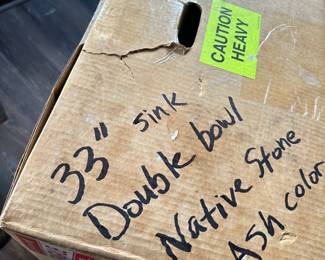 CAUTION
HEAVY
33" Sink
Double bowl
Native Stone
Ash color